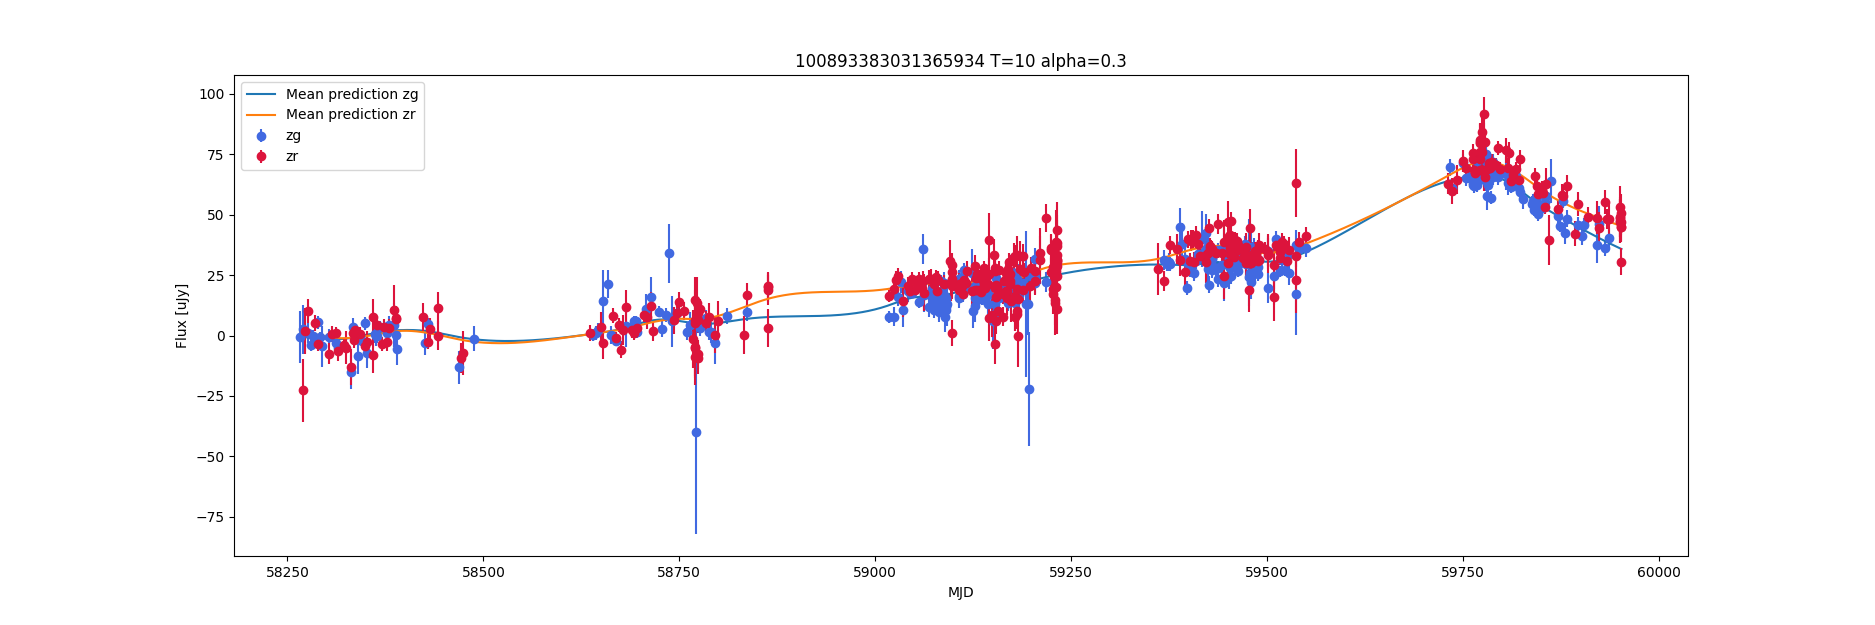 100893383031365934 T=10 alpha=0.3
Mean prediction zg
Mean prediction zr
zg
zr
Flux [uJy]
100
75
50
25
0
−25
−50
−75
58250 58500 58750 59000 59250 59500 59750 60000
MJD